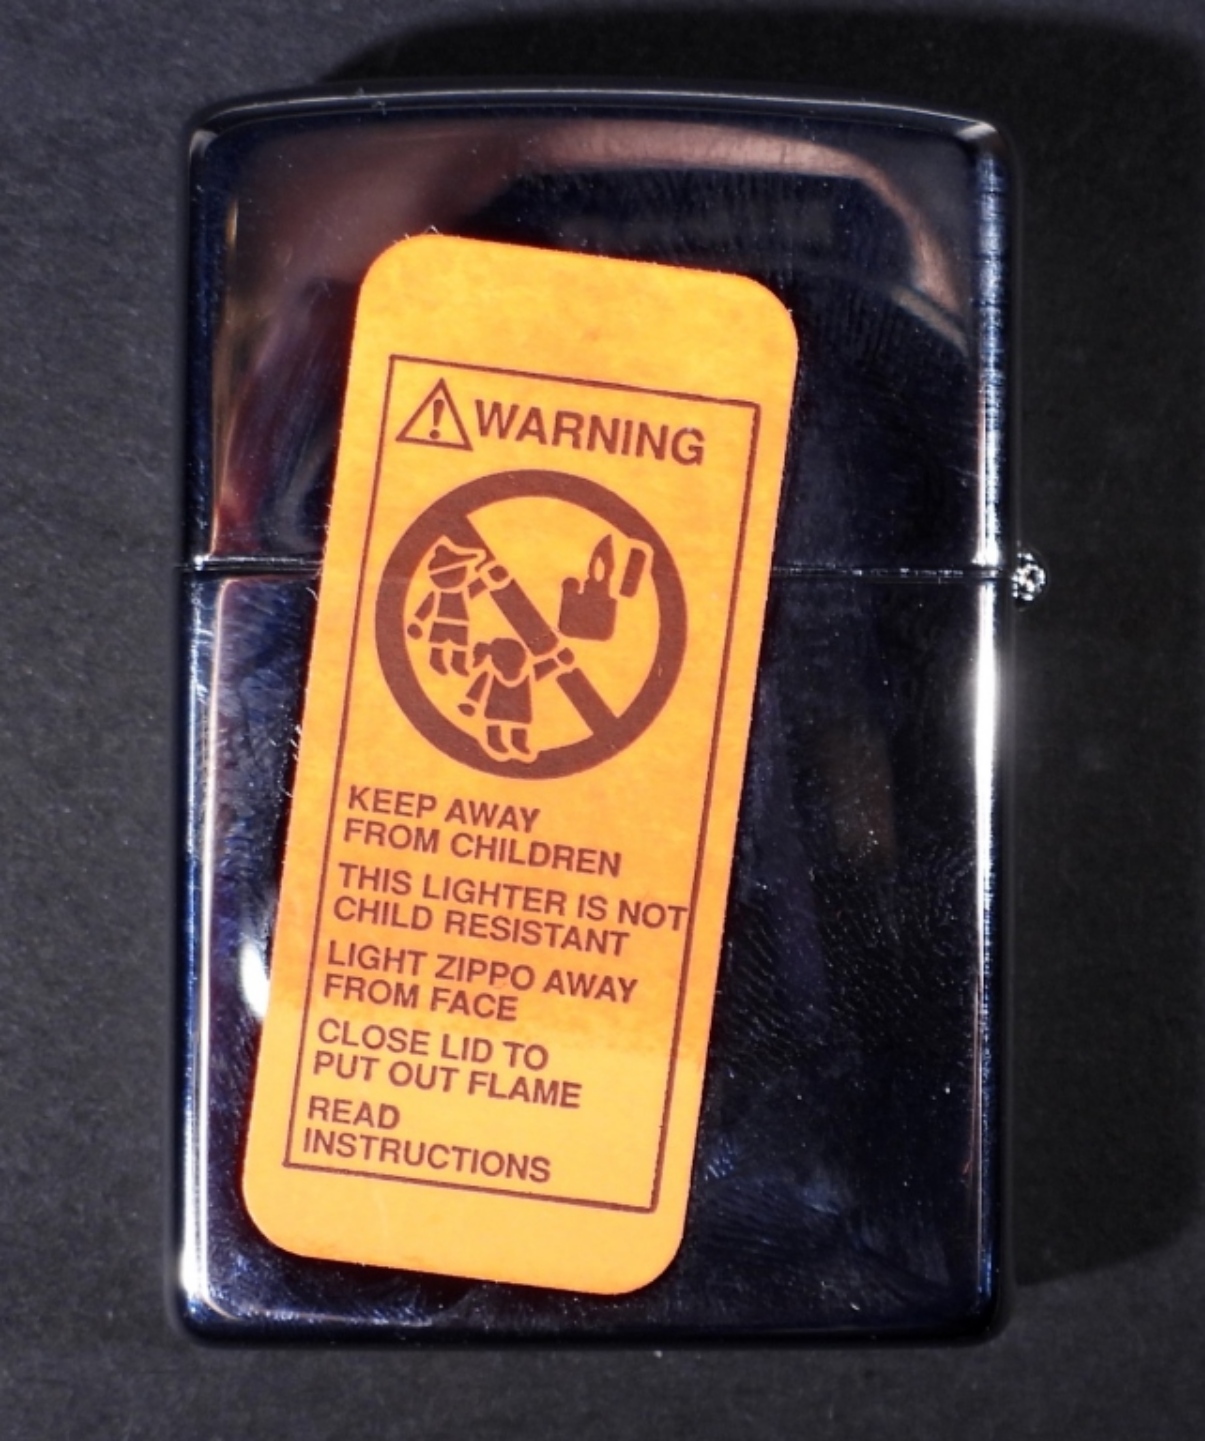 WARNING
KEEP AWAY
FROM CHILDREN
THIS LIGHTER IS NOT
CHILD RESISTANT
LIGHT ZIPPO AWAY
FROM FACE
CLOSE LID TO
PUT OUT FLAME
READ
INSTRUCTIONS